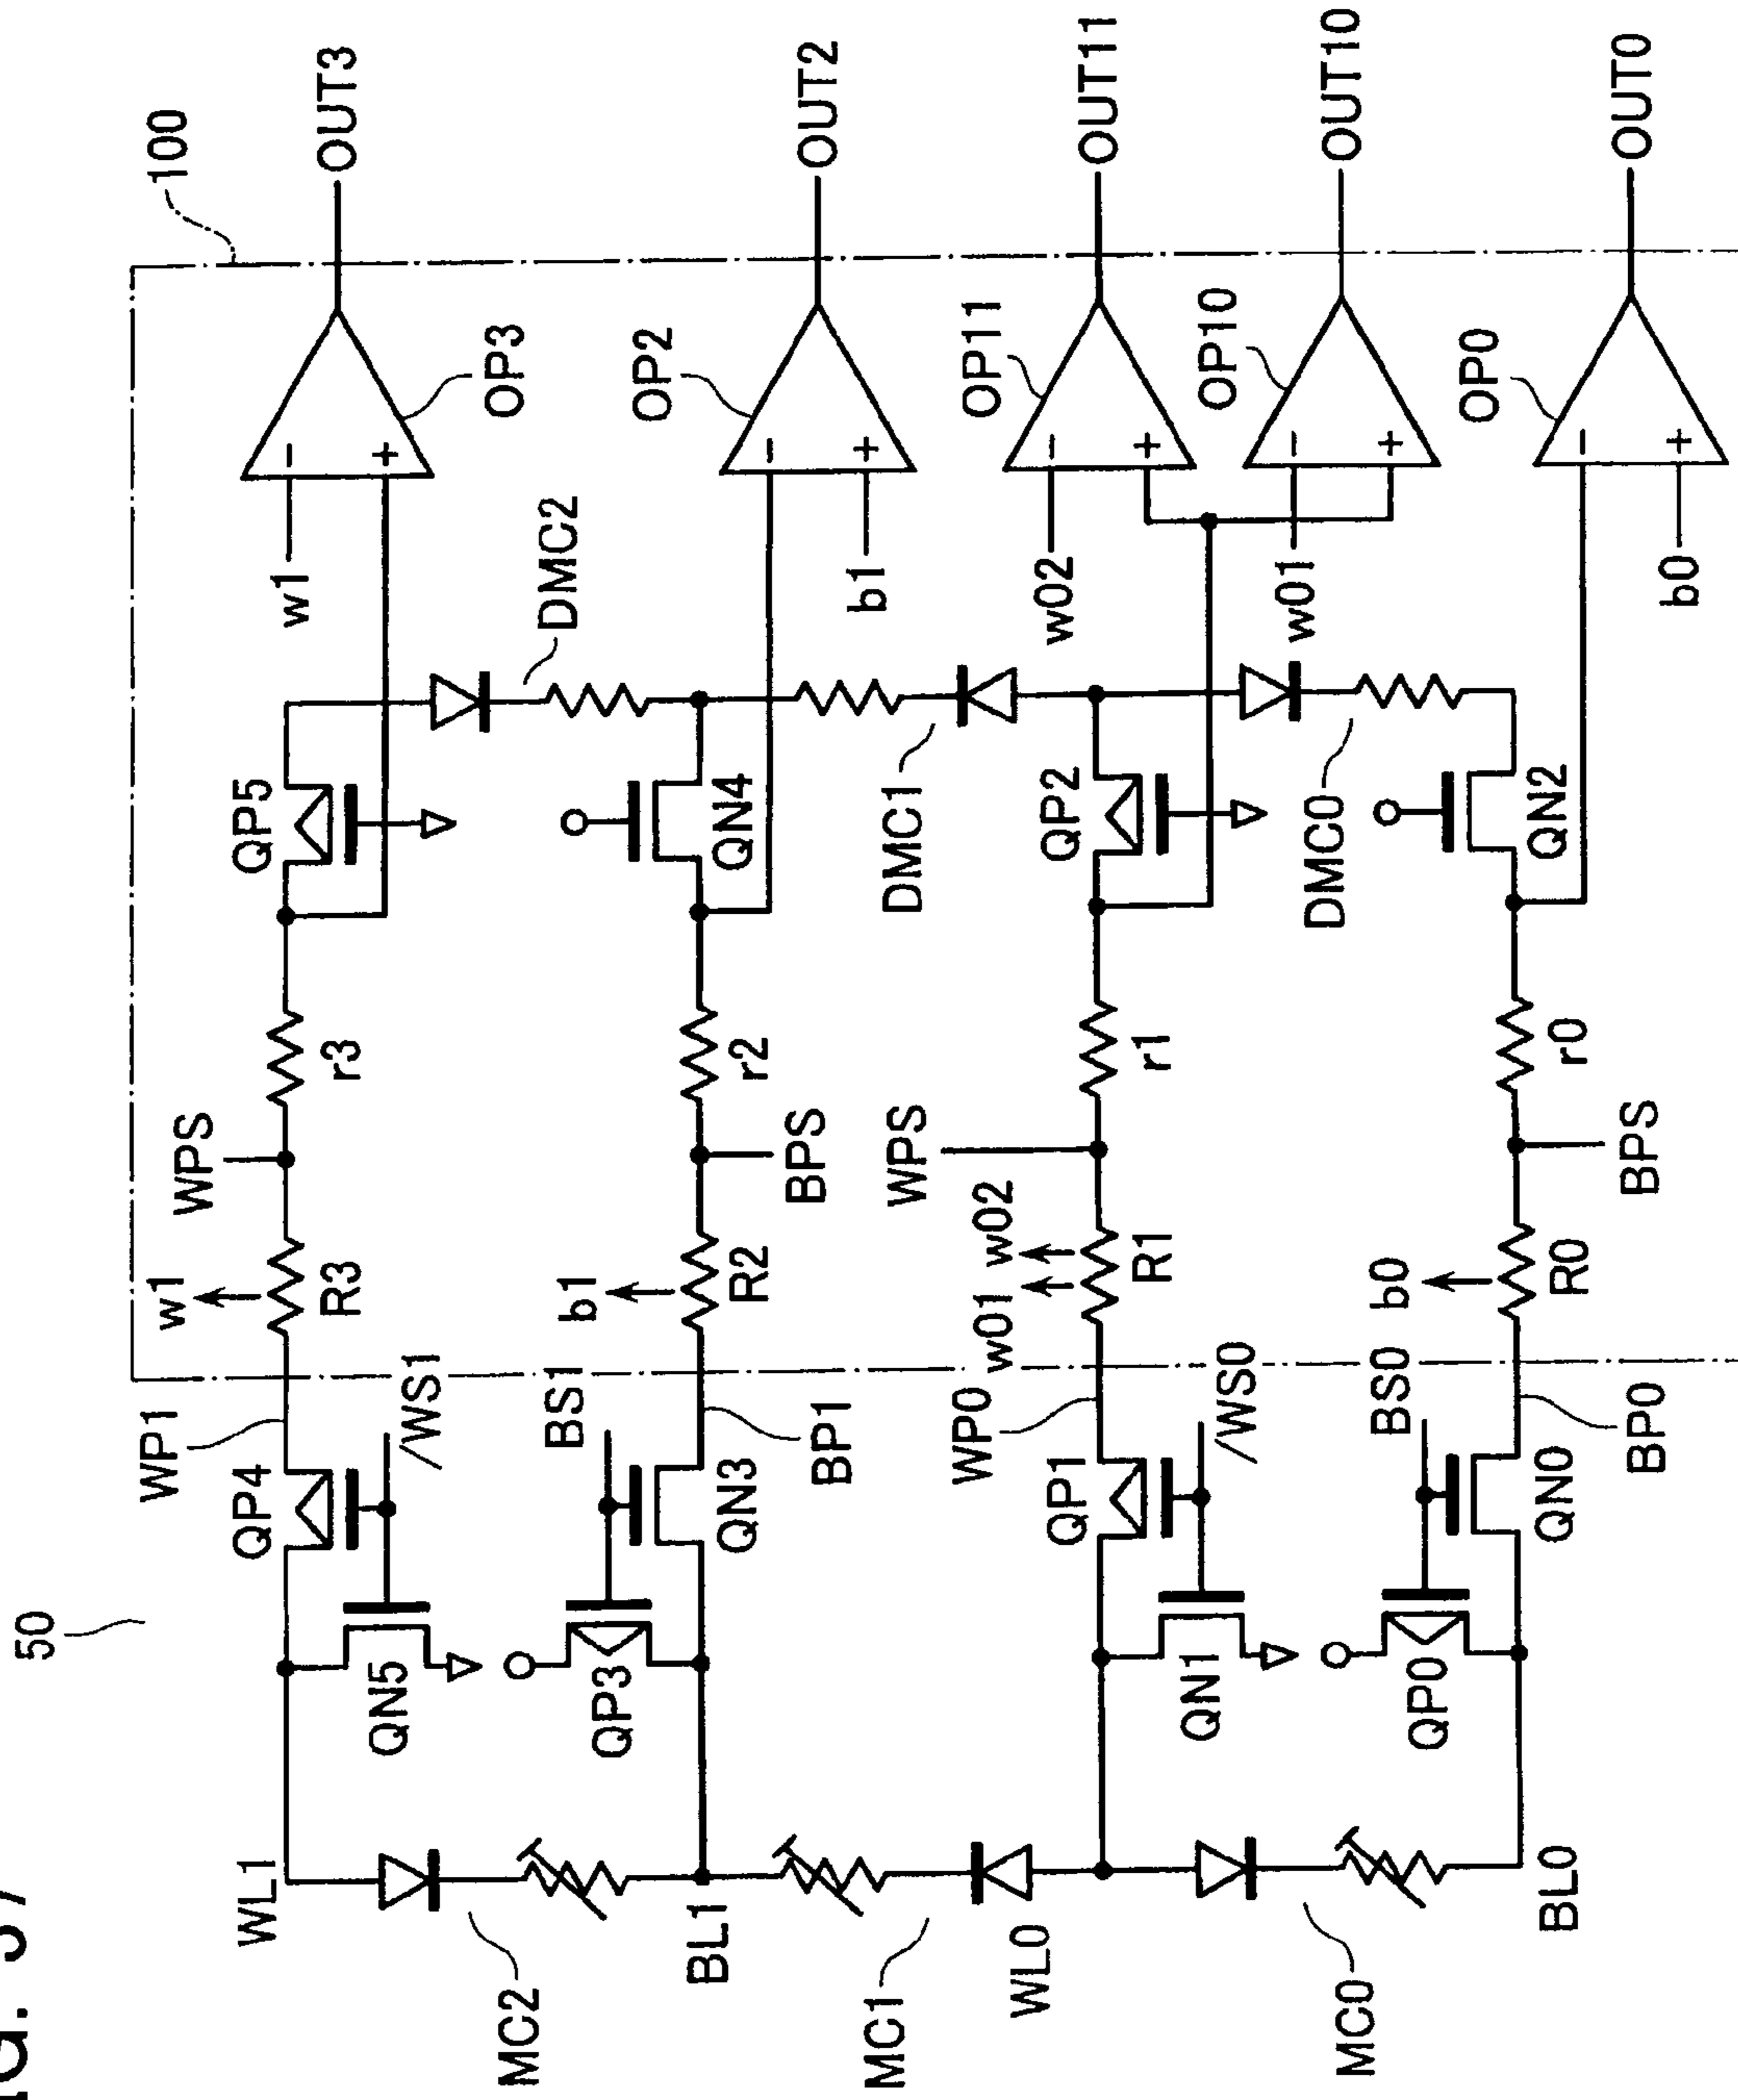 50
100
OUT3
w1
OP3
WL1
QP4
WP1
w1
WPS
QP5
QN5
/WS1
R3
r3
DMC2
OUT2
MC2
BS1
b1
OP2
QP3
QN3
BP1
R2
BPS
r2
QN4
b1
BL1
OUT11
DMC1
OP11
w02
MC1
WL0
QP1
WP0
w01
w02
WPS
QP2
QN1
/WS0
R1
r1
OUT10
OP10
w01
DMC0
MC0
BS0
b0
OP0
OUT0
QP0
QN0
BP0
R0
BPS
r0
QN2
b0
BL0